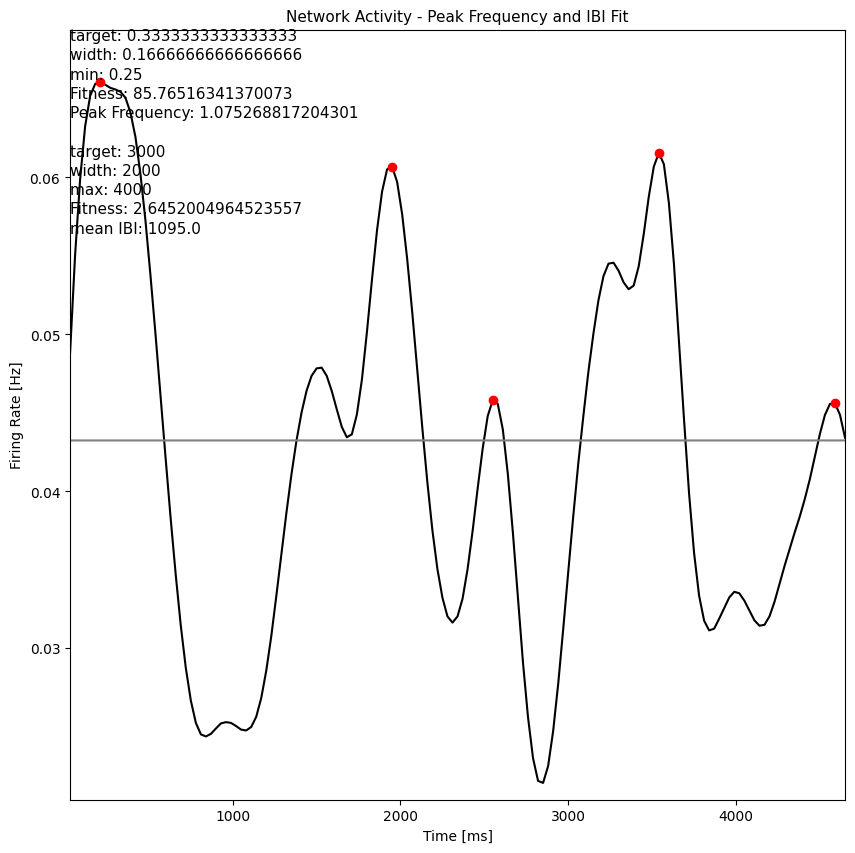 Network Activity - Peak Frequency and IBI Fit
target: 0.3333333333333333
width: 0.16666666666666666
min: 0.25
Fitness: 85.76516341370073
Peak Frequency: 1.075268817204301
target: 3000
width: 2000
max: 4000
Fitness: 2.6452004964523557
mean IBI: 1095.0
0.06
0.05
0.04
0.03
Firing Rate [Hz]
1000 2000 3000 4000
Time [ms]